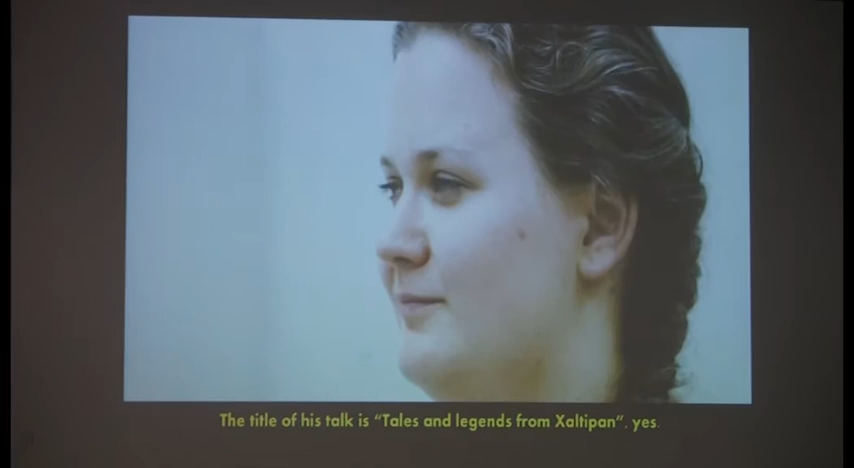 The title of his talk is “Tales and legends from Xaltipan”, yes.